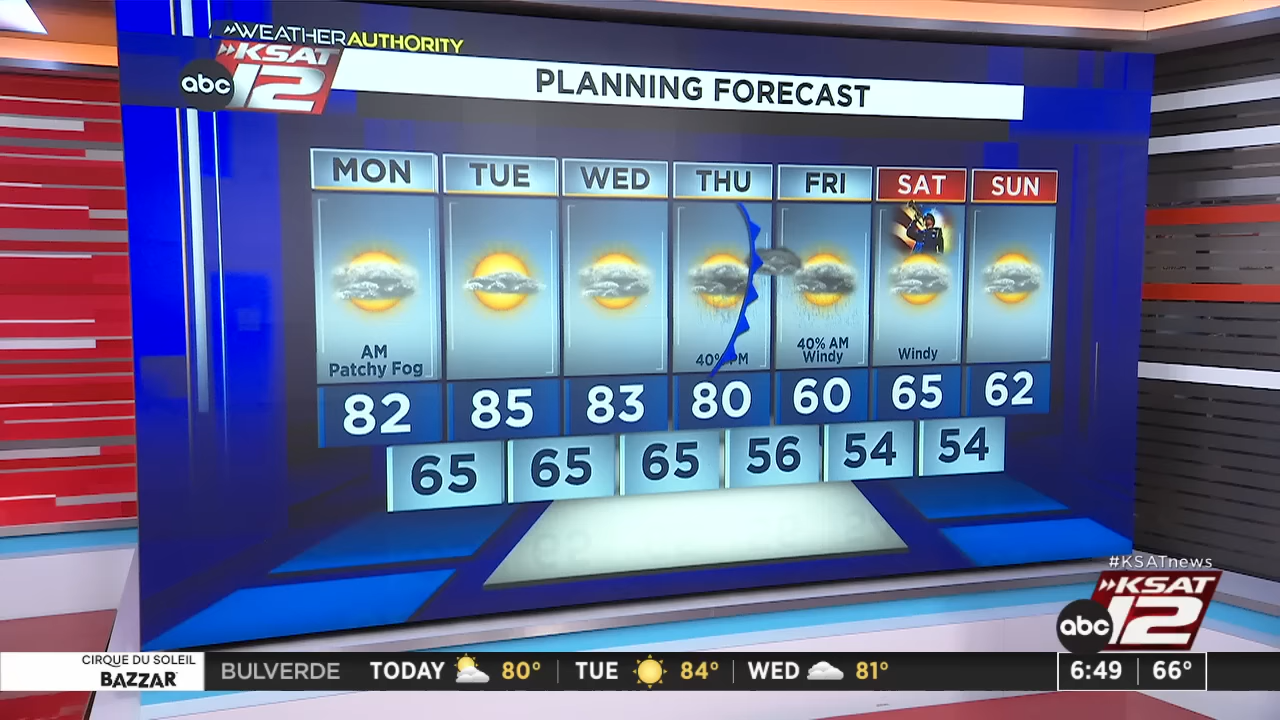 »WEATHERAUTHORITY
»KSAT
abc 12
PLANNING FORECAST
MON TUE WED THU FRI SAT SUN
AM
Patchy Fog
40% PM
40% AM
Windy
Windy
82 85 83 80 60 65 62
65 65 65 56 54 54
#KSATnews
»KSAT
abc 12
CIRQUE DU SOLEIL
BAZZAR
BULVERDE TODAY 80° TUE 84° WED 81°
6:49 66°